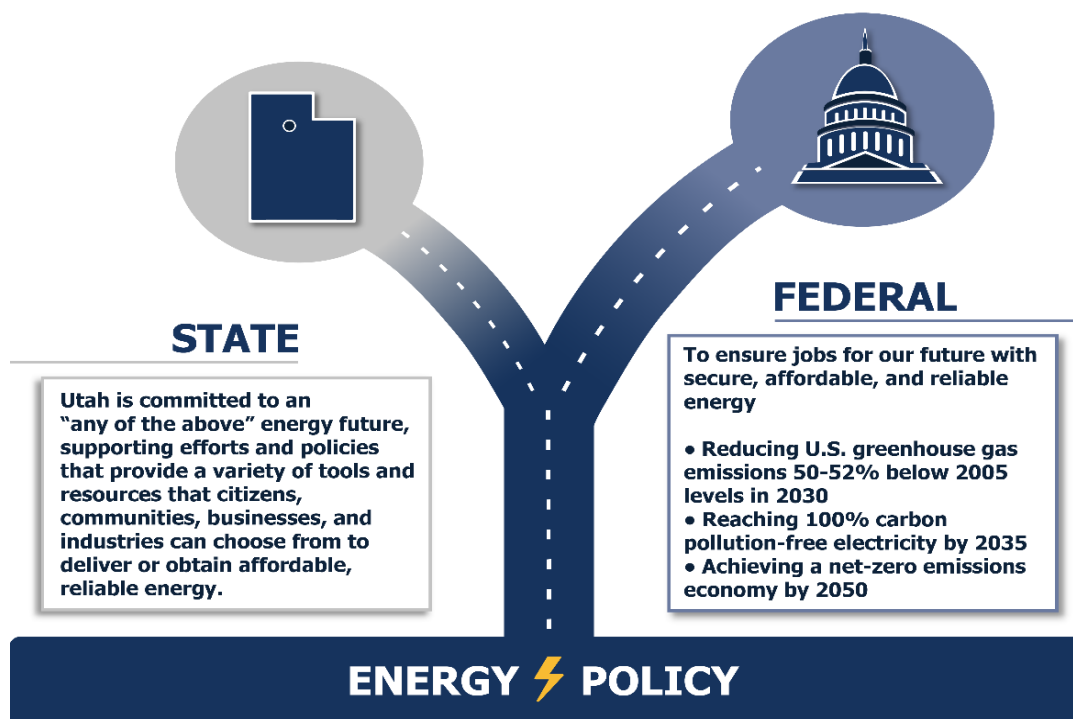 STATE
Utah is committed to an
“any of the above” energy future,
supporting efforts and policies
that provide a variety of tools and
resources that citizens,
communities, businesses, and
industries can choose from to
deliver or obtain affordable,
reliable energy.
FEDERAL
To ensure jobs for our future with
secure, affordable, and reliable
energy
● Reducing U.S. greenhouse gas
emissions 50-52% below 2005
levels in 2030
● Reaching 100% carbon
pollution-free electricity by 2035
● Achieving a net-zero emissions
economy by 2050
ENERGY POLICY